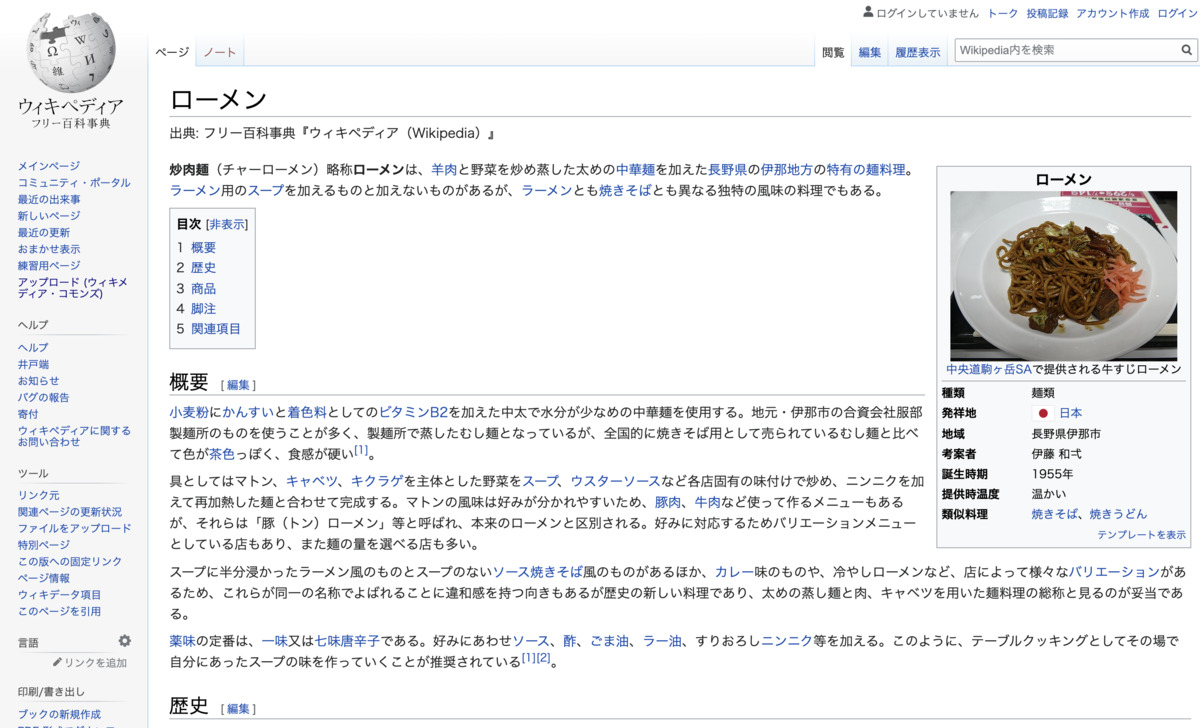 ログインしていません トーク 投稿記録 アカウント作成 ログイン
ページ ノート 閲覧 編集 履歴表示 Wikipedia内を検索
ウィキペディア
フリー百科事典
メインページ
コミュニティ・ポータル
最近の出来事
新しいページ
最近の更新
おまかせ表示
練習用ページ
アップロード (ウィキメ
ディア・コモンズ)
ヘルプ
ヘルプ
井戸端
お知らせ
バグの報告
寄付
ウィキペディアに関する
お問い合わせ
ツール
リンク元
関連ページの更新状況
ファイルをアップロード
特別ページ
この版への固定リンク
ページ情報
ウィキデータ項目
このページを引用
言語
リンクを追加
印刷/書き出し
ブックの新規作成
ローメン
出典: フリー百科事典『ウィキペディア（Wikipedia）』
炒肉麺（チャーローメン）略称ローメンは、羊肉と野菜を炒め蒸した太めの中華麺を加えた長野県の伊那地方の特有の麺料理。
ラーメン用のスープを加えるものと加えないものがあるが、ラーメンとも焼きそばとも異なる独特の風味の料理でもある。
目次 [非表示]
1 概要
2 歴史
3 商品
4 脚注
5 関連項目
概要 [編集]
小麦粉にかんすいと着色料としてのビタミンB2を加えた中太で水分が少なめの中華麺を使用する。地元・伊那市の合資会社服部
製麺所のものを使うことが多く、製麺所で蒸したむし麺となっているが、全国的に焼きそば用として売られているむし麺と比べ
て色が茶色っぽく、食感が硬い[1]。
具としてはマトン、キャベツ、キクラゲを主体とした野菜をスープ、ウスターソースなど各店固有の味付けで炒め、ニンニクを加
えて再加熱した麺と合わせて完成する。マトンの風味は好みが分かれやすいため、豚肉、牛肉など使って作るメニューもある
が、それらは「豚（トン）ローメン」等と呼ばれ、本来のローメンと区別される。好みに対応するためバリエーションメニュー
としている店もあり、また麺の量を選べる店も多い。
スープに半分浸かったラーメン風のものとスープのないソース焼きそば風のものがあるほか、カレー味のものや、冷やしローメンなど、店によって様々なバリエーションがあ
るため、これらが同一の名称でよばれることに違和感を持つ向きもあるが歴史の新しい料理であり、太めの蒸し麺と肉、キャベツを用いた麺料理の総称と見るのが妥当であ
る。
薬味の定番は、一味又は七味唐辛子である。好みにあわせソース、酢、ごま油、ラー油、すりおろしニンニク等を加える。このように、テーブルクッキングとしてその場で
自分にあったスープの味を作っていくことが推奨されている[1][2]。
歴史 [編集]
ローメン
中央道駒ヶ岳SAで提供される牛すじローメン
種類 麺類
発祥地 日本
地域 長野県伊那市
考案者 伊藤 和弌
誕生時期 1955年
提供時温度 温かい
類似料理 焼きそば、焼きうどん
テンプレートを表示